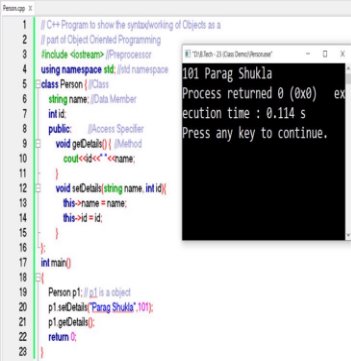 Person.cpp
1 // C++ Program to show the syntax/working of Objects as a
2 // part of Object Oriented Programming
3 #include <iostream> //Preprocessor
4 using namespace std; //std namespace
5 class Person { //Class
6 string name; //Data Member
7 int id;
8 public: //Access Specifier
9 void getDetails() { //Method
10 cout<<id<<" "<<name;
11 }
12 void setDetails(string name, int id){
13 this->name = name;
14 this->id = id;
15 }
16 };
17 int main()
18 {
19 Person p1; // p1 is a object
20 p1.setDetails("Parag Shukla",101);
21 p1.getDetails();
22 return 0;
23 }
"D:\B.Tech - 23 (Class Demo)\Person.exe"
101 Parag Shukla
Process returned 0 (0x0) ex
ecution time : 0.114 s
Press any key to continue.